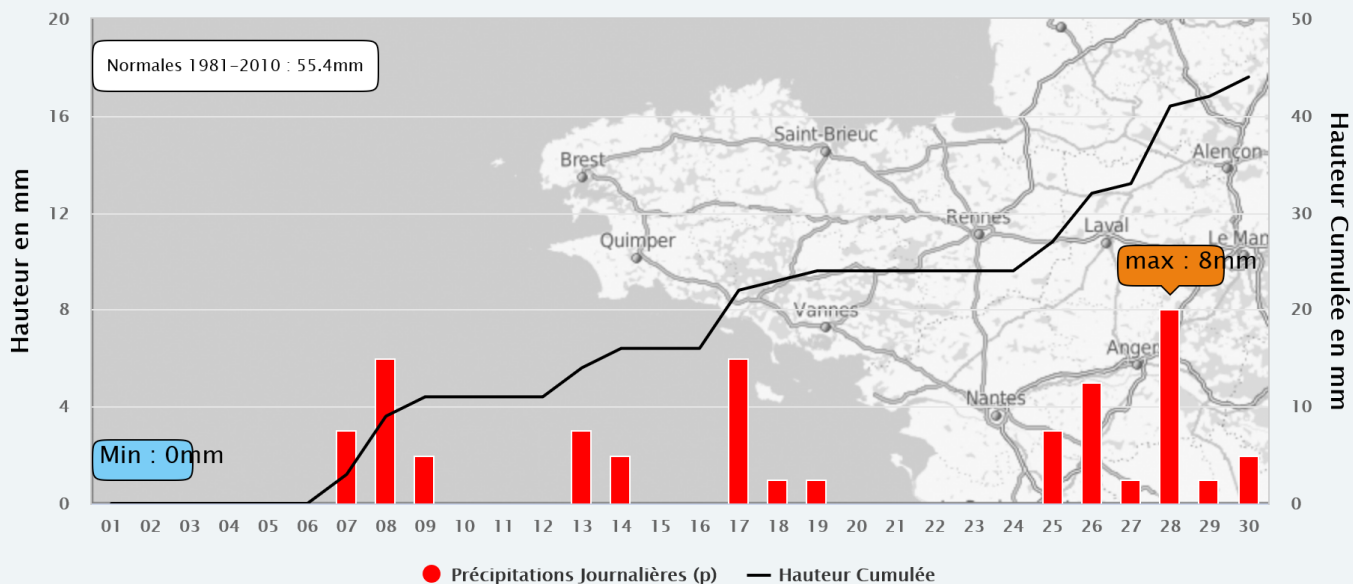 20
16
12
8
4
0
Hauteur en mm
Normales 1981-2010 : 55.4mm
Min : 0mm
max : 8mm
Brest
Saint-Brieuc
Quimper
Rennes
Laval
Alençon
Le Man
Vannes
Anger
Nantes
50
40
30
20
10
0
Hauteur Cumulée en mm
01 02 03 04 05 06 07 08 09 10 11 12 13 14 15 16 17 18 19 20 21 22 23 24 25 26 27 28 29 30
Précipitations Journalières (p) Hauteur Cumulée